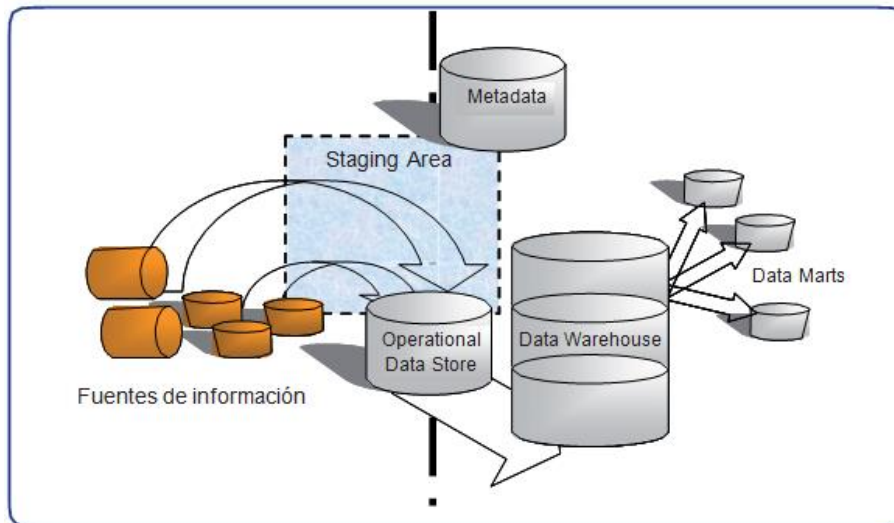 Metadata
Staging Area
Data Marts
Operational
Data Store
Data Warehouse
Fuentes de información